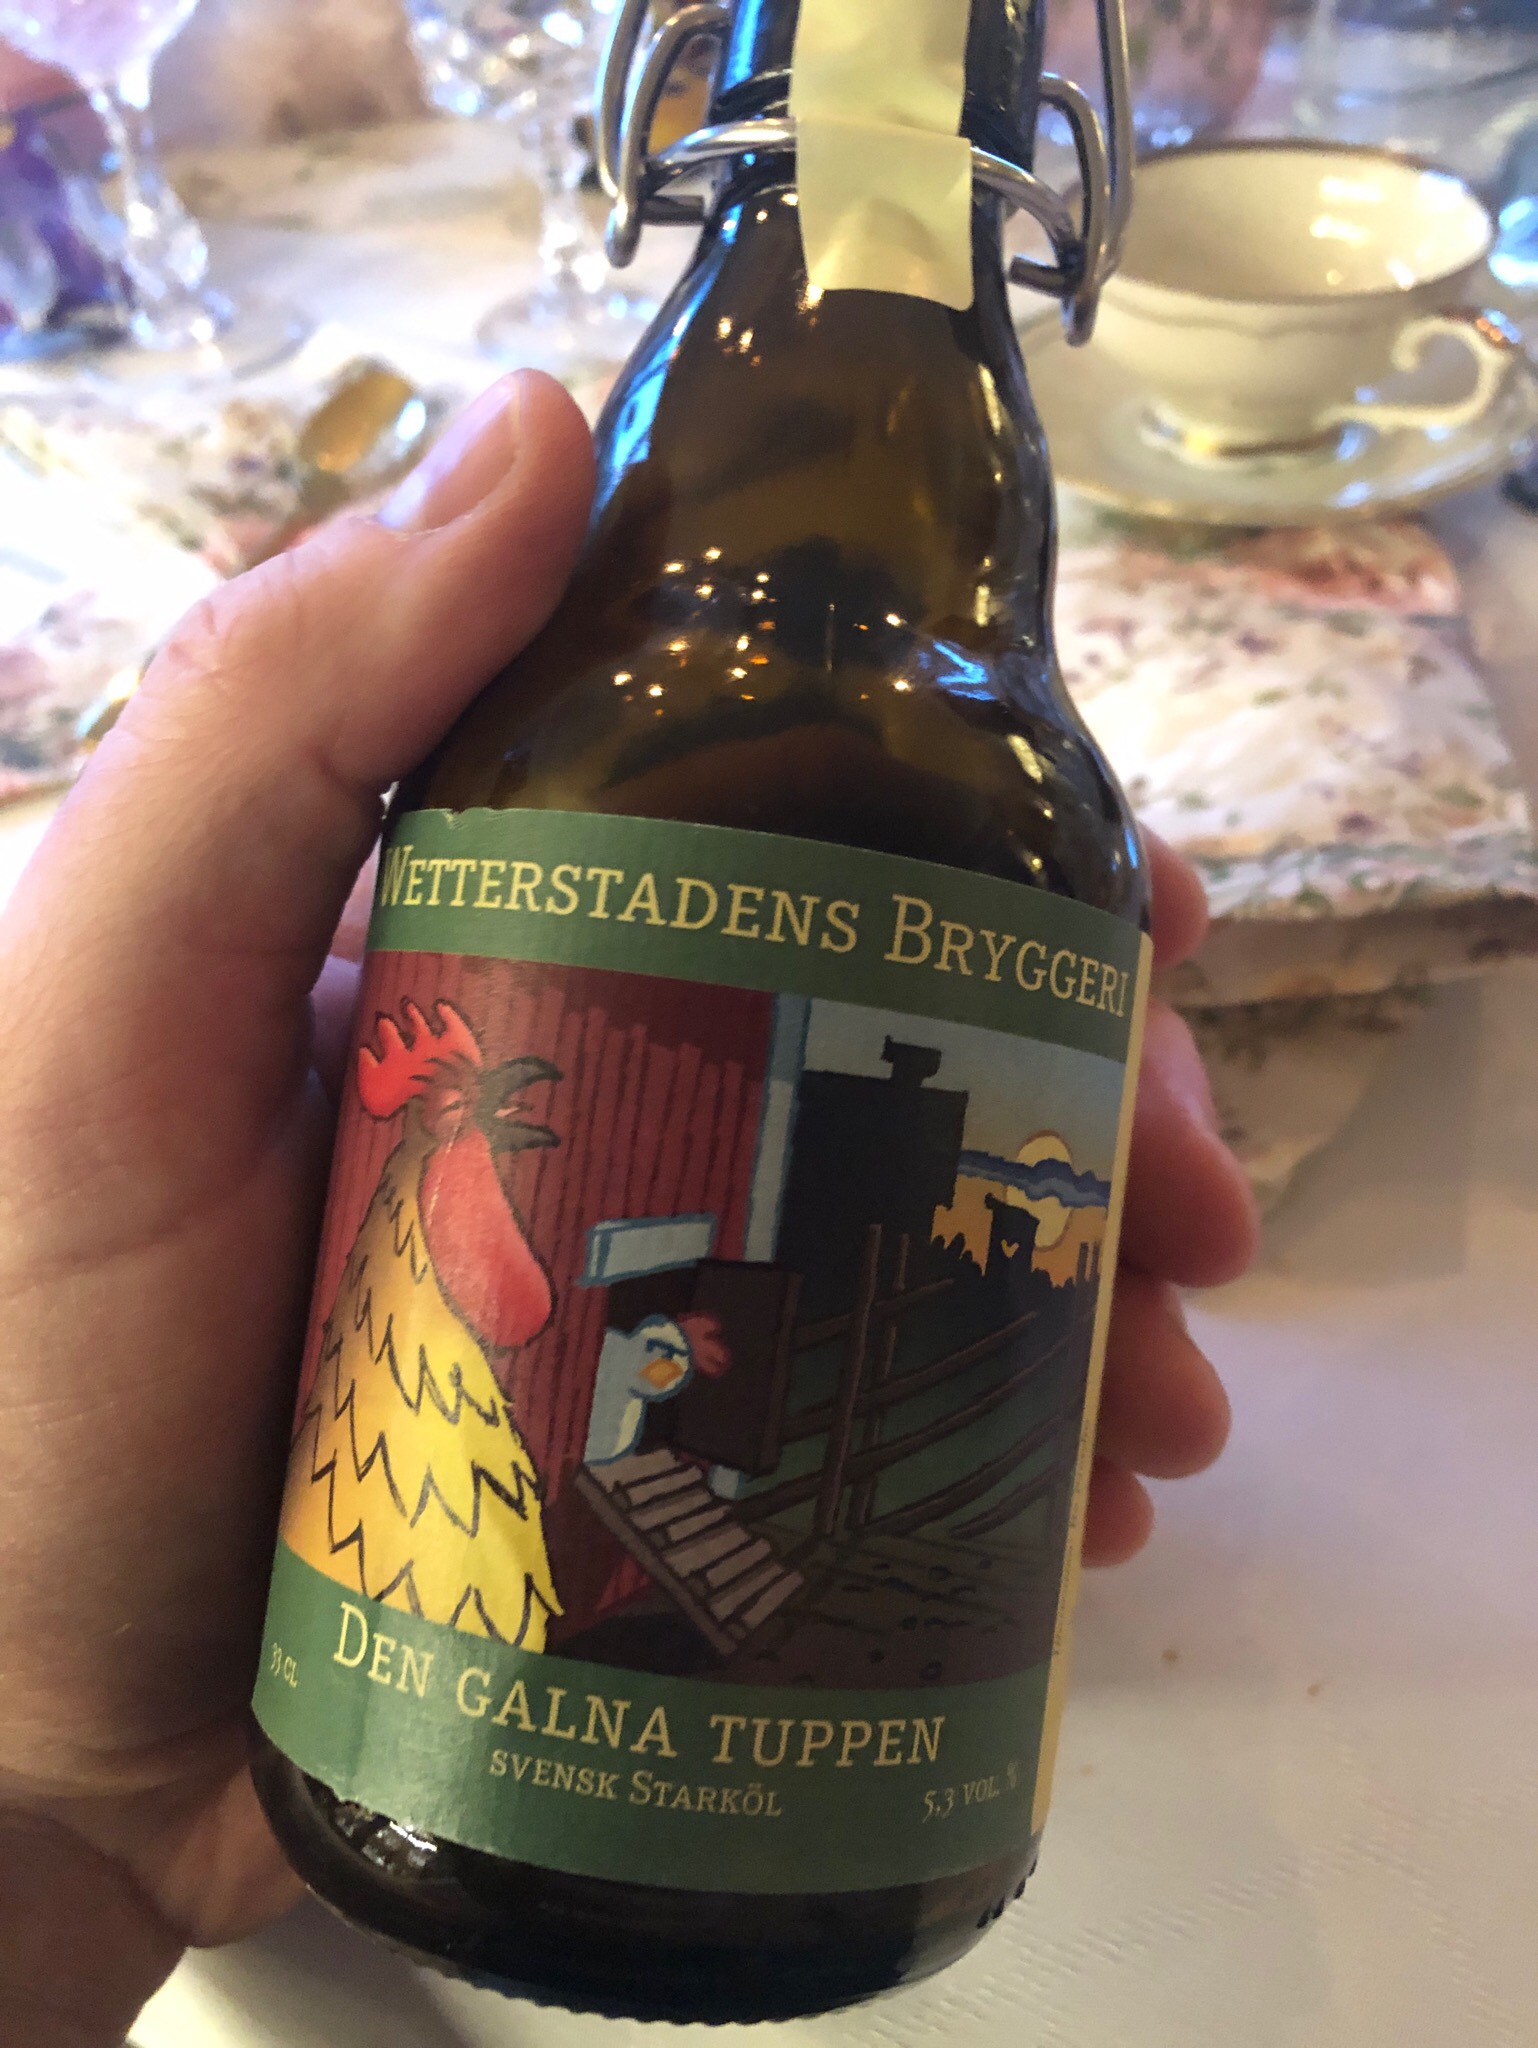 Wetterstadens Bryggeri
Den galna tuppen
svensk Starköl
33 cl
5,3 vol. %